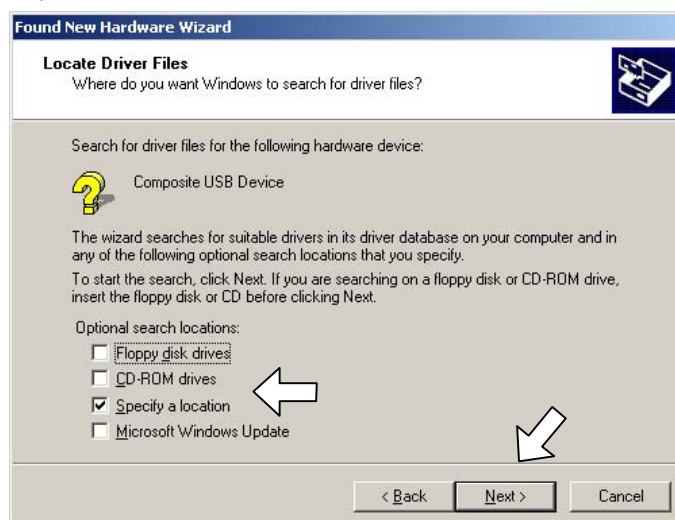 Found New Hardware Wizard
Locate Driver Files
Where do you want Windows to search for driver files?
Search for driver files for the following hardware device:
Composite USB Device
The wizard searches for suitable drivers in its driver database on your computer and in
any of the following optional search locations that you specify.
To start the search, click Next. If you are searching on a floppy disk or CD-ROM drive,
insert the floppy disk or CD before clicking Next.
Optional search locations:
Floppy disk drives
CD-ROM drives
Specify a location
Microsoft Windows Update
< Back Next > Cancel